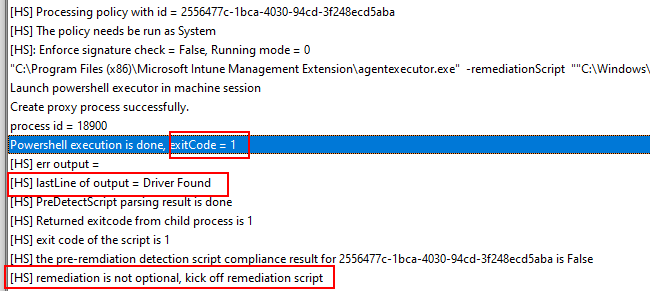 [HS] Processing policy with id = 2556477c-1bca-4030-94cd-3f248ecd5aba
[HS] The policy needs be run as System
[HS]: Enforce signature check = False, Running mode = 0
"C:\Program Files (x86)\Microsoft Intune Management Extension\agentexecutor.exe" -remediationScript ""C:\Windows\
Launch powershell executor in machine session
Create proxy process successfully.
process id = 18900
Powershell execution is done, exitCode = 1
[HS] err output =
[HS] lastLine of output = Driver Found
[HS] PreDetectScript parsing result is done
[HS] Returned exitcode from child process is 1
[HS] exit code of the script is 1
[HS] the pre-remdiation detection script compliance result for 2556477c-1bca-4030-94cd-3f248ecd5aba is False
[HS] remediation is not optional, kick off remediation script